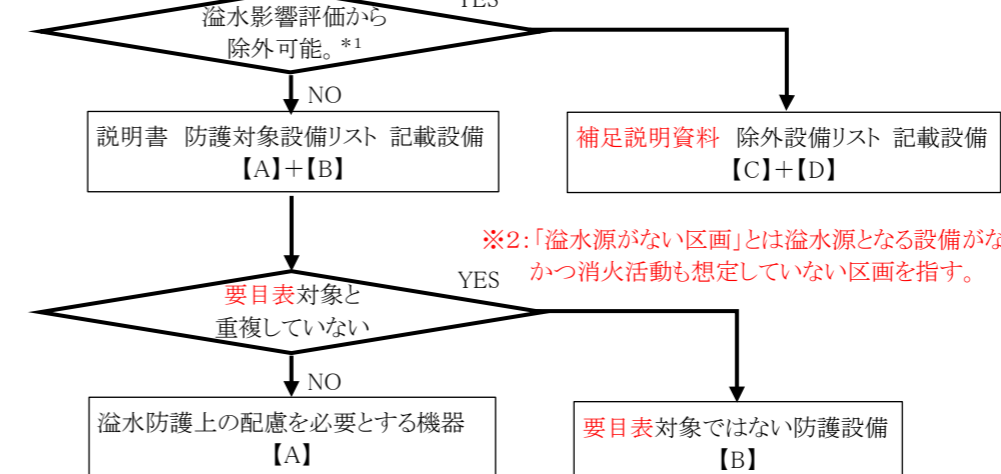 YES
溢水影響評価から
除外可能。*1
NO
説明書 防護対象設備リスト 記載設備
【A】+【B】
補足説明資料 除外設備リスト 記載設備
【C】+【D】
※2:「溢水源がない区画」とは溢水源となる設備がな
かつ消火活動も想定していない区画を指す。
要目表対象と
重複していない
YES
NO
溢水防護上の配慮を必要とする機器
【A】
要目表対象ではない防護設備
【B】